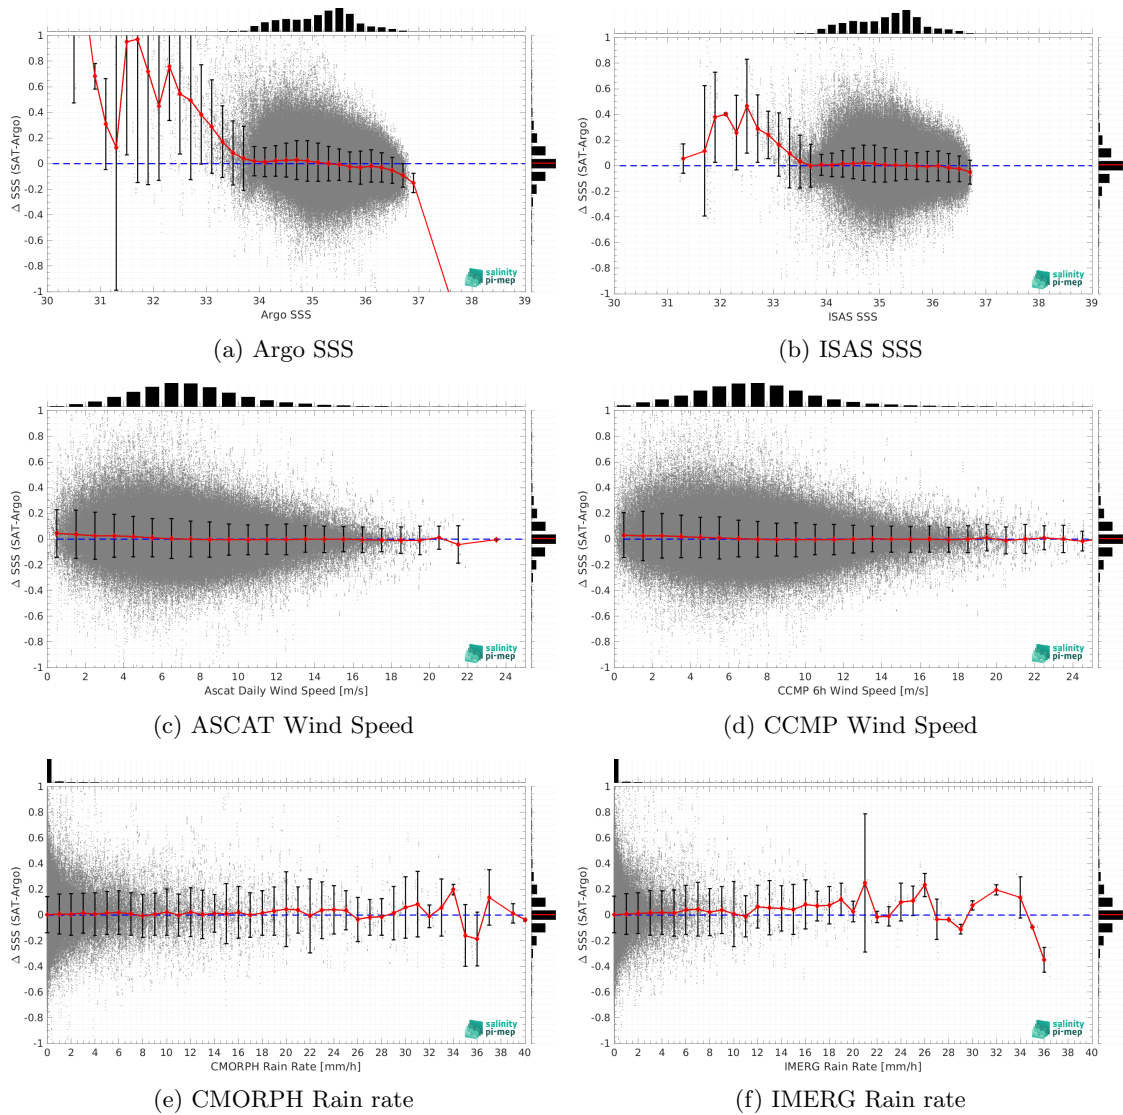 1
0.8
0.6
0.4
0.2
0
-0.2
-0.4
-0.6
-0.8
-1
Δ SSS (SAT-Argo)
30 31 32 33 34 35 36 37 38 39
Argo SSS
salinity
pi-mep
(a) Argo SSS
1
0.8
0.6
0.4
0.2
0
-0.2
-0.4
-0.6
-0.8
-1
Δ SSS (SAT-Argo)
30 31 32 33 34 35 36 37 38 39
ISAS SSS
salinity
pi-mep
(b) ISAS SSS
1
0.8
0.6
0.4
0.2
0
-0.2
-0.4
-0.6
-0.8
-1
Δ SSS (SAT-Argo)
0 2 4 6 8 10 12 14 16 18 20 22 24
Ascat Daily Wind Speed [m/s]
salinity
pi-mep
(c) ASCAT Wind Speed
1
0.8
0.6
0.4
0.2
0
-0.2
-0.4
-0.6
-0.8
-1
Δ SSS (SAT-Argo)
0 2 4 6 8 10 12 14 16 18 20 22 24
CCMP 6h Wind Speed [m/s]
salinity
pi-mep
(d) CCMP Wind Speed
1
0.8
0.6
0.4
0.2
0
-0.2
-0.4
-0.6
-0.8
-1
Δ SSS (SAT-Argo)
0 2 4 6 8 10 12 14 16 18 20 22 24 26 28 30 32 34 36 38 40
CMORPH Rain Rate [mm/h]
salinity
pi-mep
(e) CMORPH Rain rate
1
0.8
0.6
0.4
0.2
0
-0.2
-0.4
-0.6
-0.8
-1
Δ SSS (SAT-Argo)
0 2 4 6 8 10 12 14 16 18 20 22 24 26 28 30 32 34 36 38 40
IMERG Rain Rate [mm/h]
salinity
pi-mep
(f) IMERG Rain rate